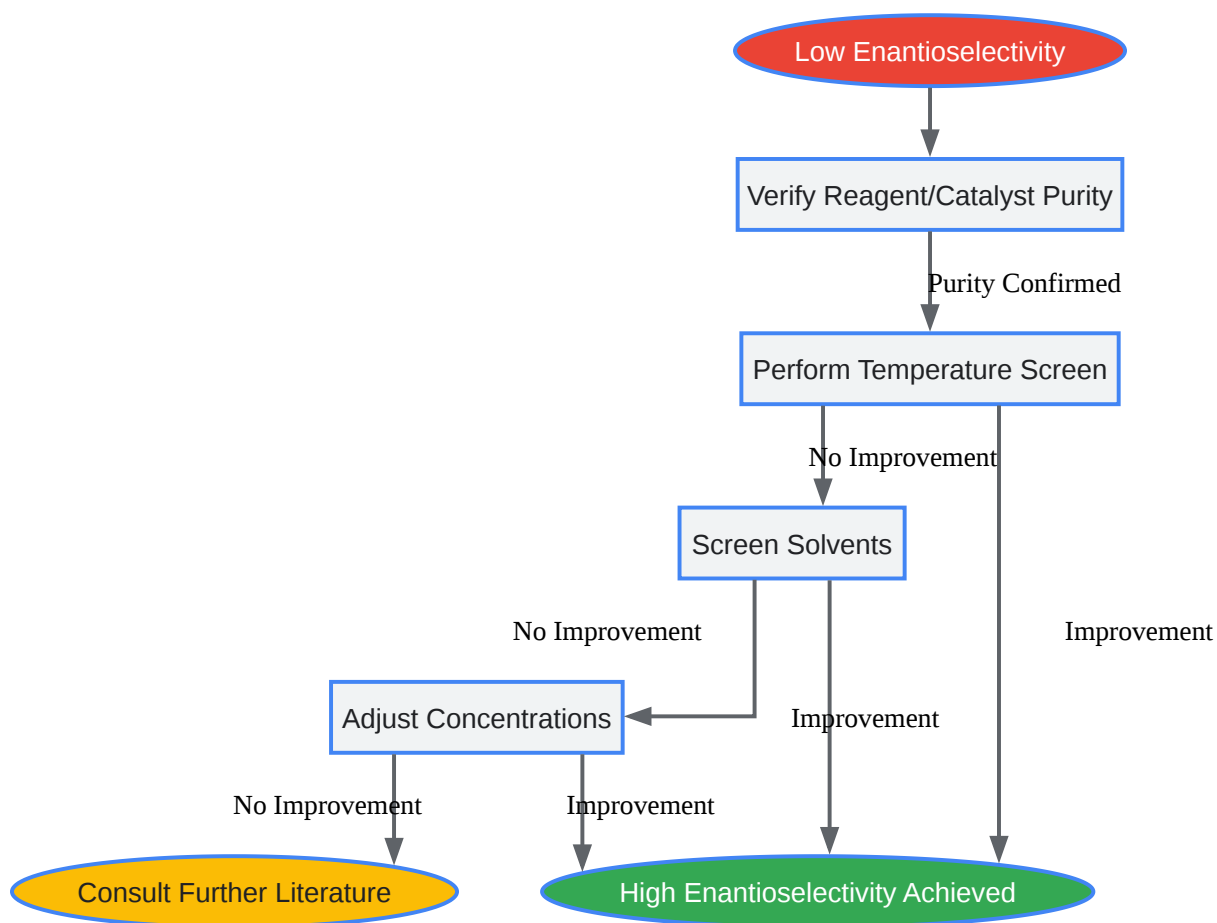 Low Enantioselectivity
Verify Reagent/Catalyst Purity
Purity Confirmed
Perform Temperature Screen
No Improvement
Screen Solvents
No Improvement
Improvement
Adjust Concentrations
Improvement
No Improvement
Improvement
Consult Further Literature
High Enantioselectivity Achieved